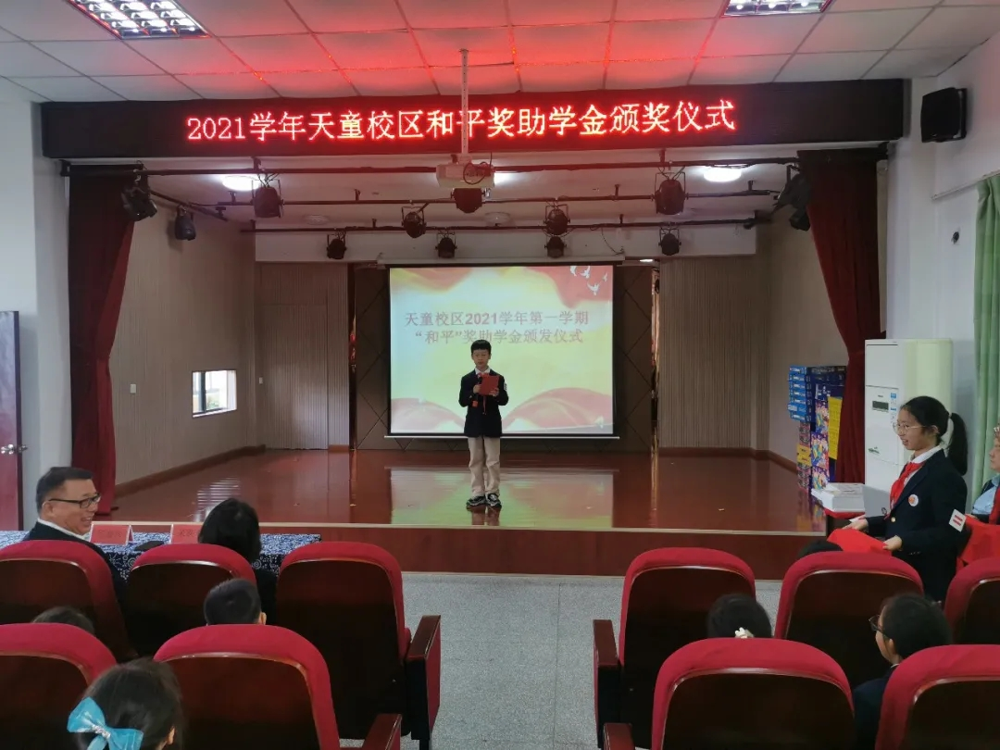 2021学年天童校区和平奖助学金颁奖仪式
天童校区2021学年第一学期
“和平”奖助学金颁发仪式